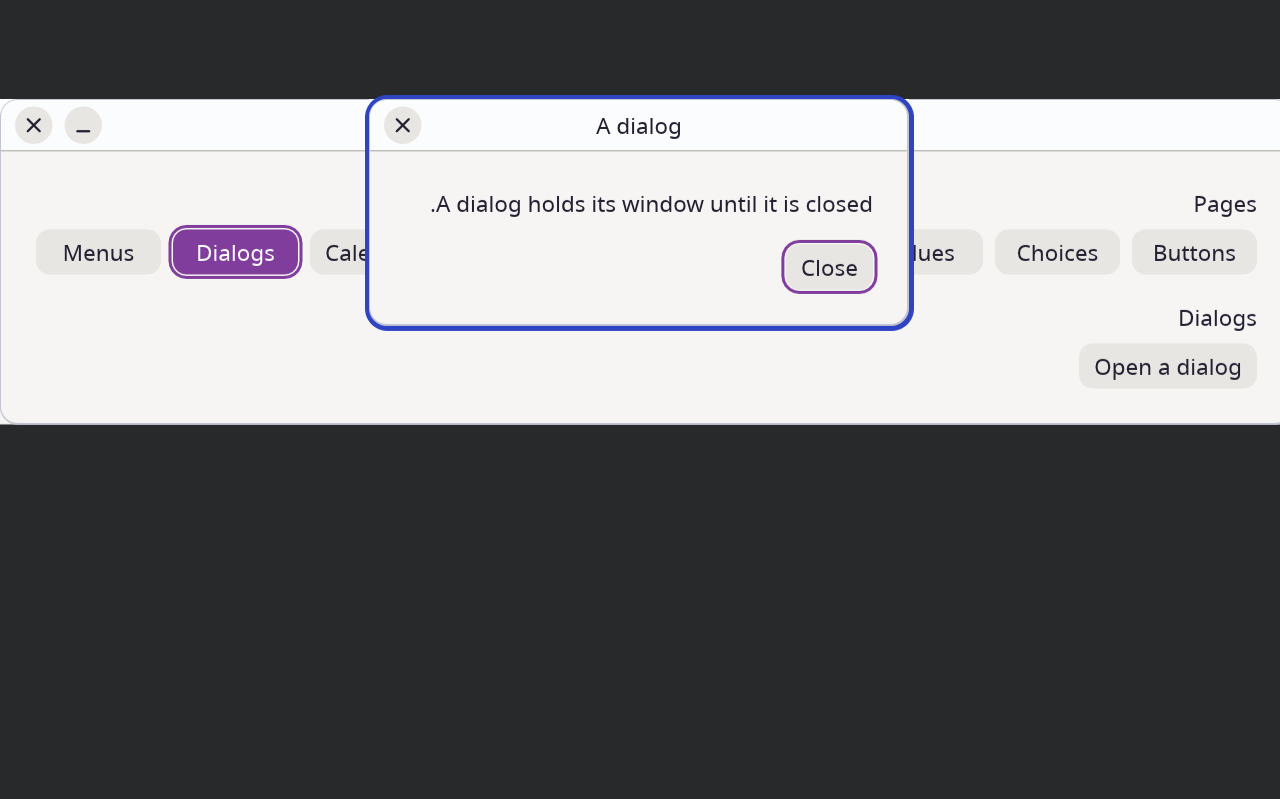 A dialog
.A dialog holds its window until it is closed
Close
Pages
Buttons
Choices
Dialogs
Menus
Dialogs
Open a dialog